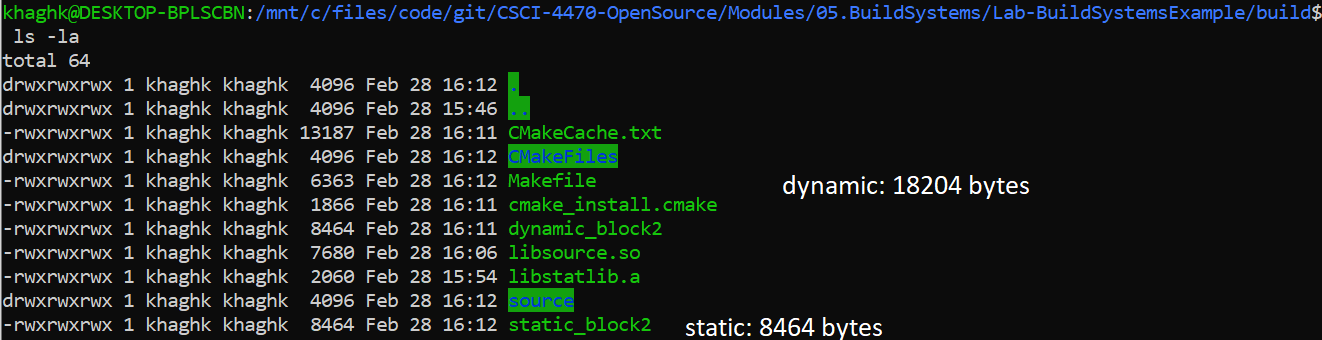 khaghk@DESKTOP-BPLSCBN:/mnt/c/files/code/git/CSCI-4470-OpenSource/Modules/05.BuildSystems/Lab-BuildSystemsExample/build$
ls -la
total 64
drwxrwxrwx 1 khaghk khaghk  4096 Feb 28 16:12 .
drwxrwxrwx 1 khaghk khaghk  4096 Feb 28 15:46 ..
-rwxrwxrwx 1 khaghk khaghk 13187 Feb 28 16:11 CMakeCache.txt
drwxrwxrwx 1 khaghk khaghk  4096 Feb 28 16:12 CMakeFiles
-rwxrwxrwx 1 khaghk khaghk  6363 Feb 28 16:12 Makefile
dynamic: 18204 bytes
-rwxrwxrwx 1 khaghk khaghk  1866 Feb 28 16:11 cmake_install.cmake
-rwxrwxrwx 1 khaghk khaghk  8464 Feb 28 16:11 dynamic_block2
-rwxrwxrwx 1 khaghk khaghk  7680 Feb 28 16:06 libsource.so
-rwxrwxrwx 1 khaghk khaghk  2060 Feb 28 15:54 libstatlib.a
drwxrwxrwx 1 khaghk khaghk  4096 Feb 28 16:12 source
-rwxrwxrwx 1 khaghk khaghk  8464 Feb 28 16:12 static_block2
static: 8464 bytes